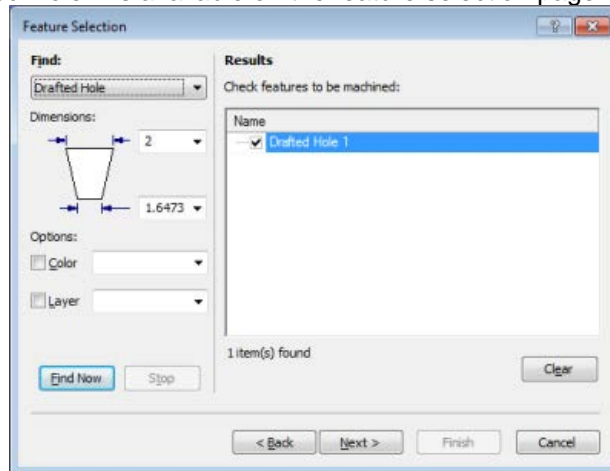 Feature Selection
Find:
Drafted Hole
Dimensions:
2
1.6473
Options:
Color
Layer
Find Now
Stop
Results
Check features to be machined:
Name
Drafted Hole 1
1 item(s) found
Clear
< Back
Next >
Finish
Cancel